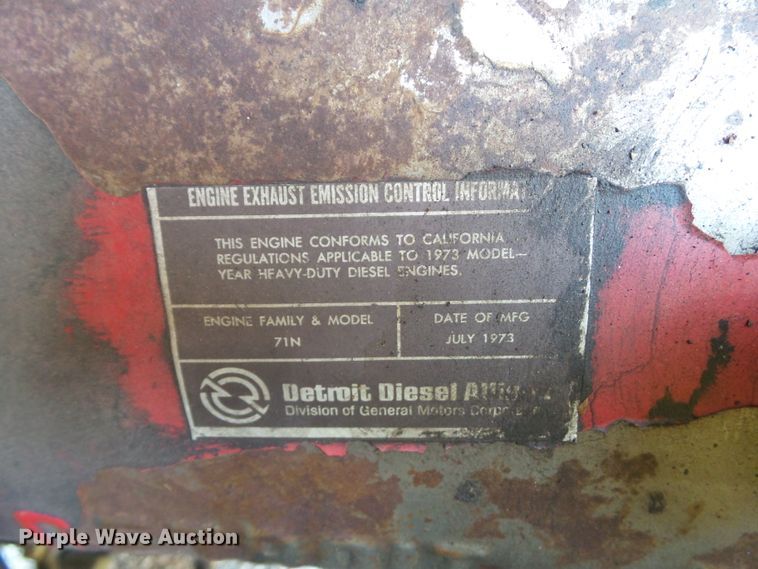 ENGINE EXHAUST EMISSION CONTROL
THIS ENGINE CONFORMS TO CALIFORNIA
REGULATIONS APPLICABLE TO 1973 MODEL-
YEAR HEAVY-DUTY DIESEL ENGINES.
ENGINE FAMILY & MODEL
71N
DATE OF MFG
JULY 1973
Detroit Diesel
Division of General Motors
Purple Wave Auction